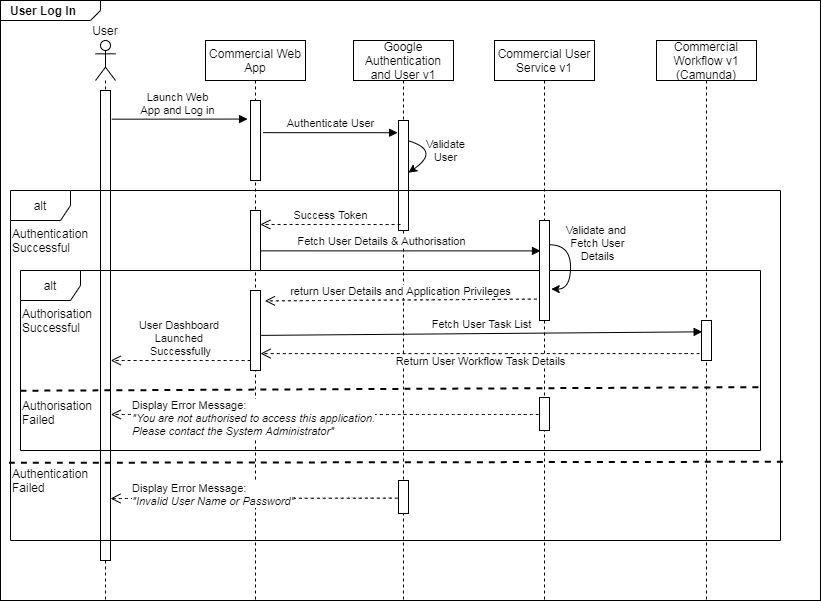 User Log In
User
Commercial Web
App
Google
Authentication
and User v1
Commercial User
Service v1
Commercial
Workflow v1
(Camunda)
Launch Web
App and Log in
Authenticate User
Validate
User
alt
Authentication
Successful
Success Token
Fetch User Details & Authorisation
Validate and
Fetch User
Details
alt
Authorisation
Successful
return User Details and Application Privileges
User Dashboard
Launched
Successfully
Fetch User Task List
Return User Workflow Task Details
Authorisation
Failed
Display Error Message:
"You are not authorised to access this application.
Please contact the System Administrator"
Authentication
Failed
Display Error Message:
"Invalid User Name or Password"